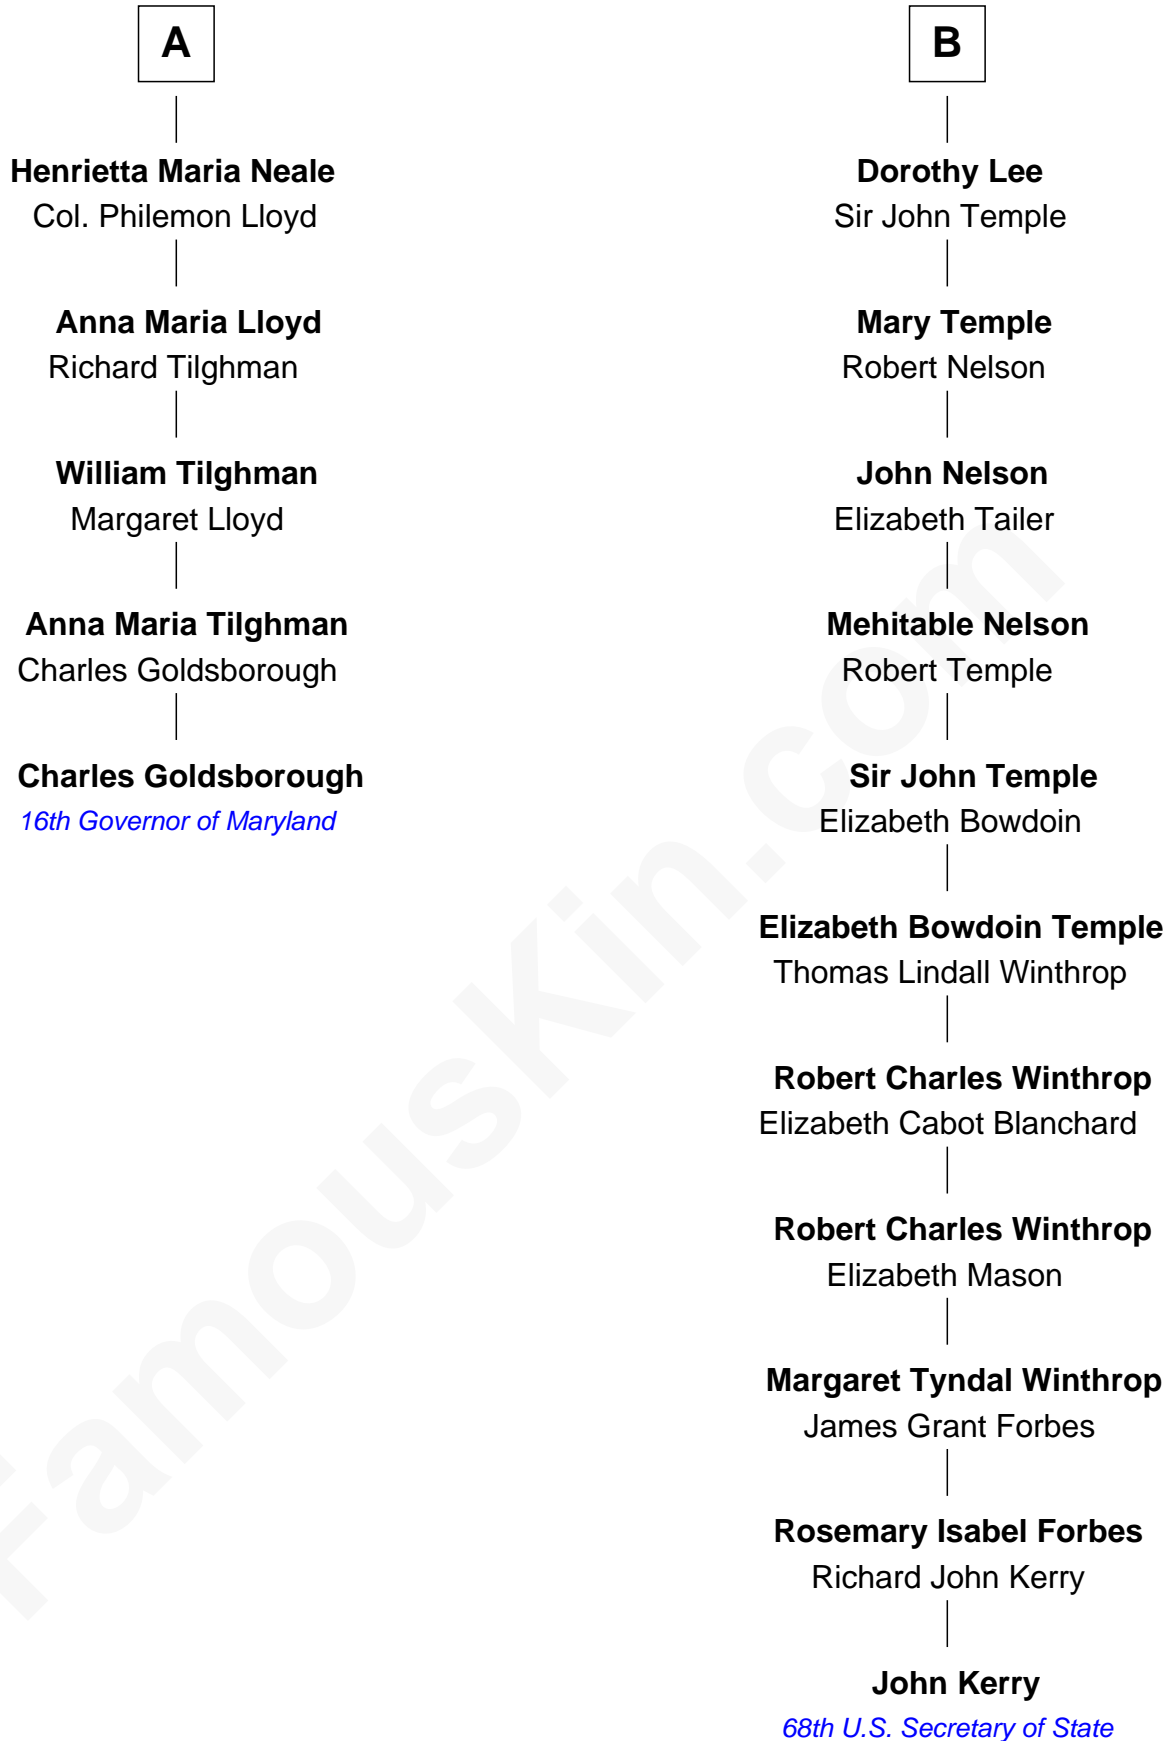 A
Henrietta Maria Neale
Col. Philemon Lloyd
Anna Maria Lloyd
Richard Tilghman
William Tilghman
Margaret Lloyd
Anna Maria Tilghman
Charles Goldsborough
Charles Goldsborough
16th Governor of Maryland
B
Dorothy Lee
Sir John Temple
Mary Temple
Robert Nelson
John Nelson
Elizabeth Tailer
Mehitable Nelson
Robert Temple
Sir John Temple
Elizabeth Bowdoin
Elizabeth Bowdoin Temple
Thomas Lindall Winthrop
Robert Charles Winthrop
Elizabeth Cabot Blanchard
Robert Charles Winthrop
Elizabeth Mason
Margaret Tyndal Winthrop
James Grant Forbes
Rosemary Isabel Forbes
Richard John Kerry
John Kerry
68th U.S. Secretary of State
FamousKin.com